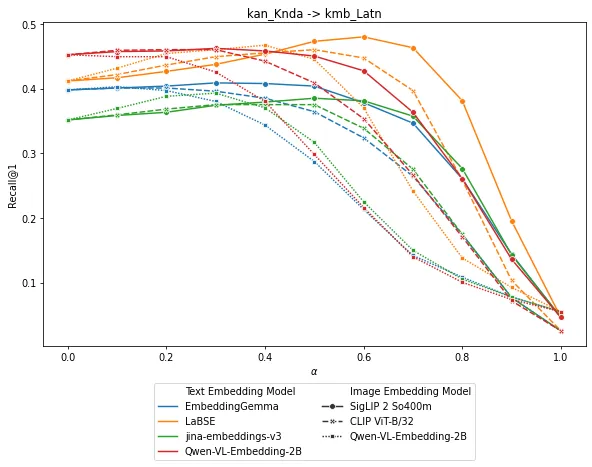 kan_Knda -> kmb_Latn
0.5
0.4
0.3
0.2
0.1
Recall@1
0.0
0.2
0.4
0.6
0.8
1.0
α
Text Embedding Model
EmbeddingGemma
LaBSE
jina-embeddings-v3
Qwen-VL-Embedding-2B
Image Embedding Model
SigLIP 2 So400m
CLIP ViT-B/32
Qwen-VL-Embedding-2B